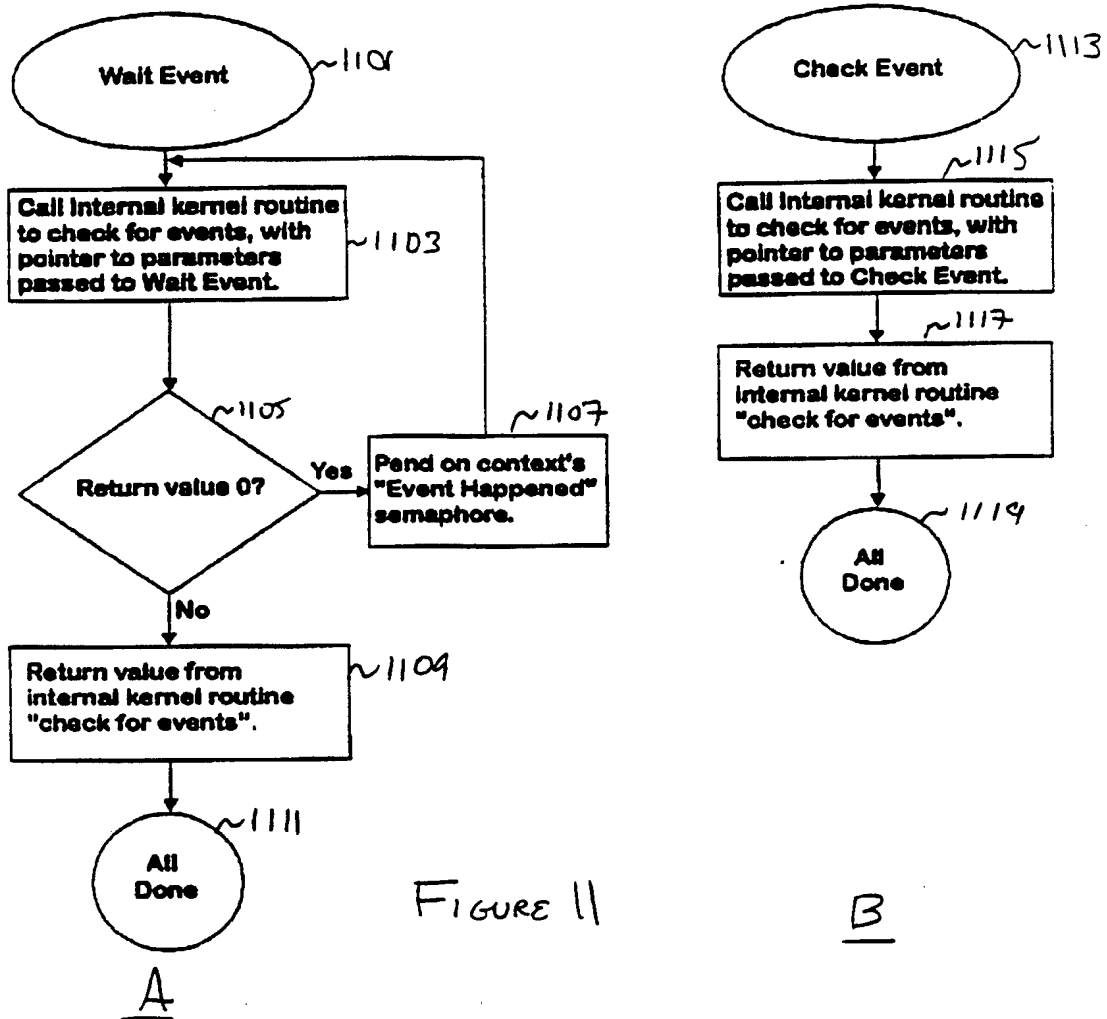 Wait Event
1101
Call Internal kernel routine
to check for events, with
pointer to parameters
passed to Wait Event.
1103
1105
Return value 0?
Yes
1107
Pend on context's
"Event Happened"
semaphore.
No
Return value from
internal kernel routine
"check for events".
1109
1111
All
Done
A
Check Event
1113
1115
Call Internal kernel routine
to check for events, with
pointer to parameters
passed to Check Event.
1117
Return value from
internal kernel routine
"check for events".
1119
All
Done
FIGURE 11
B